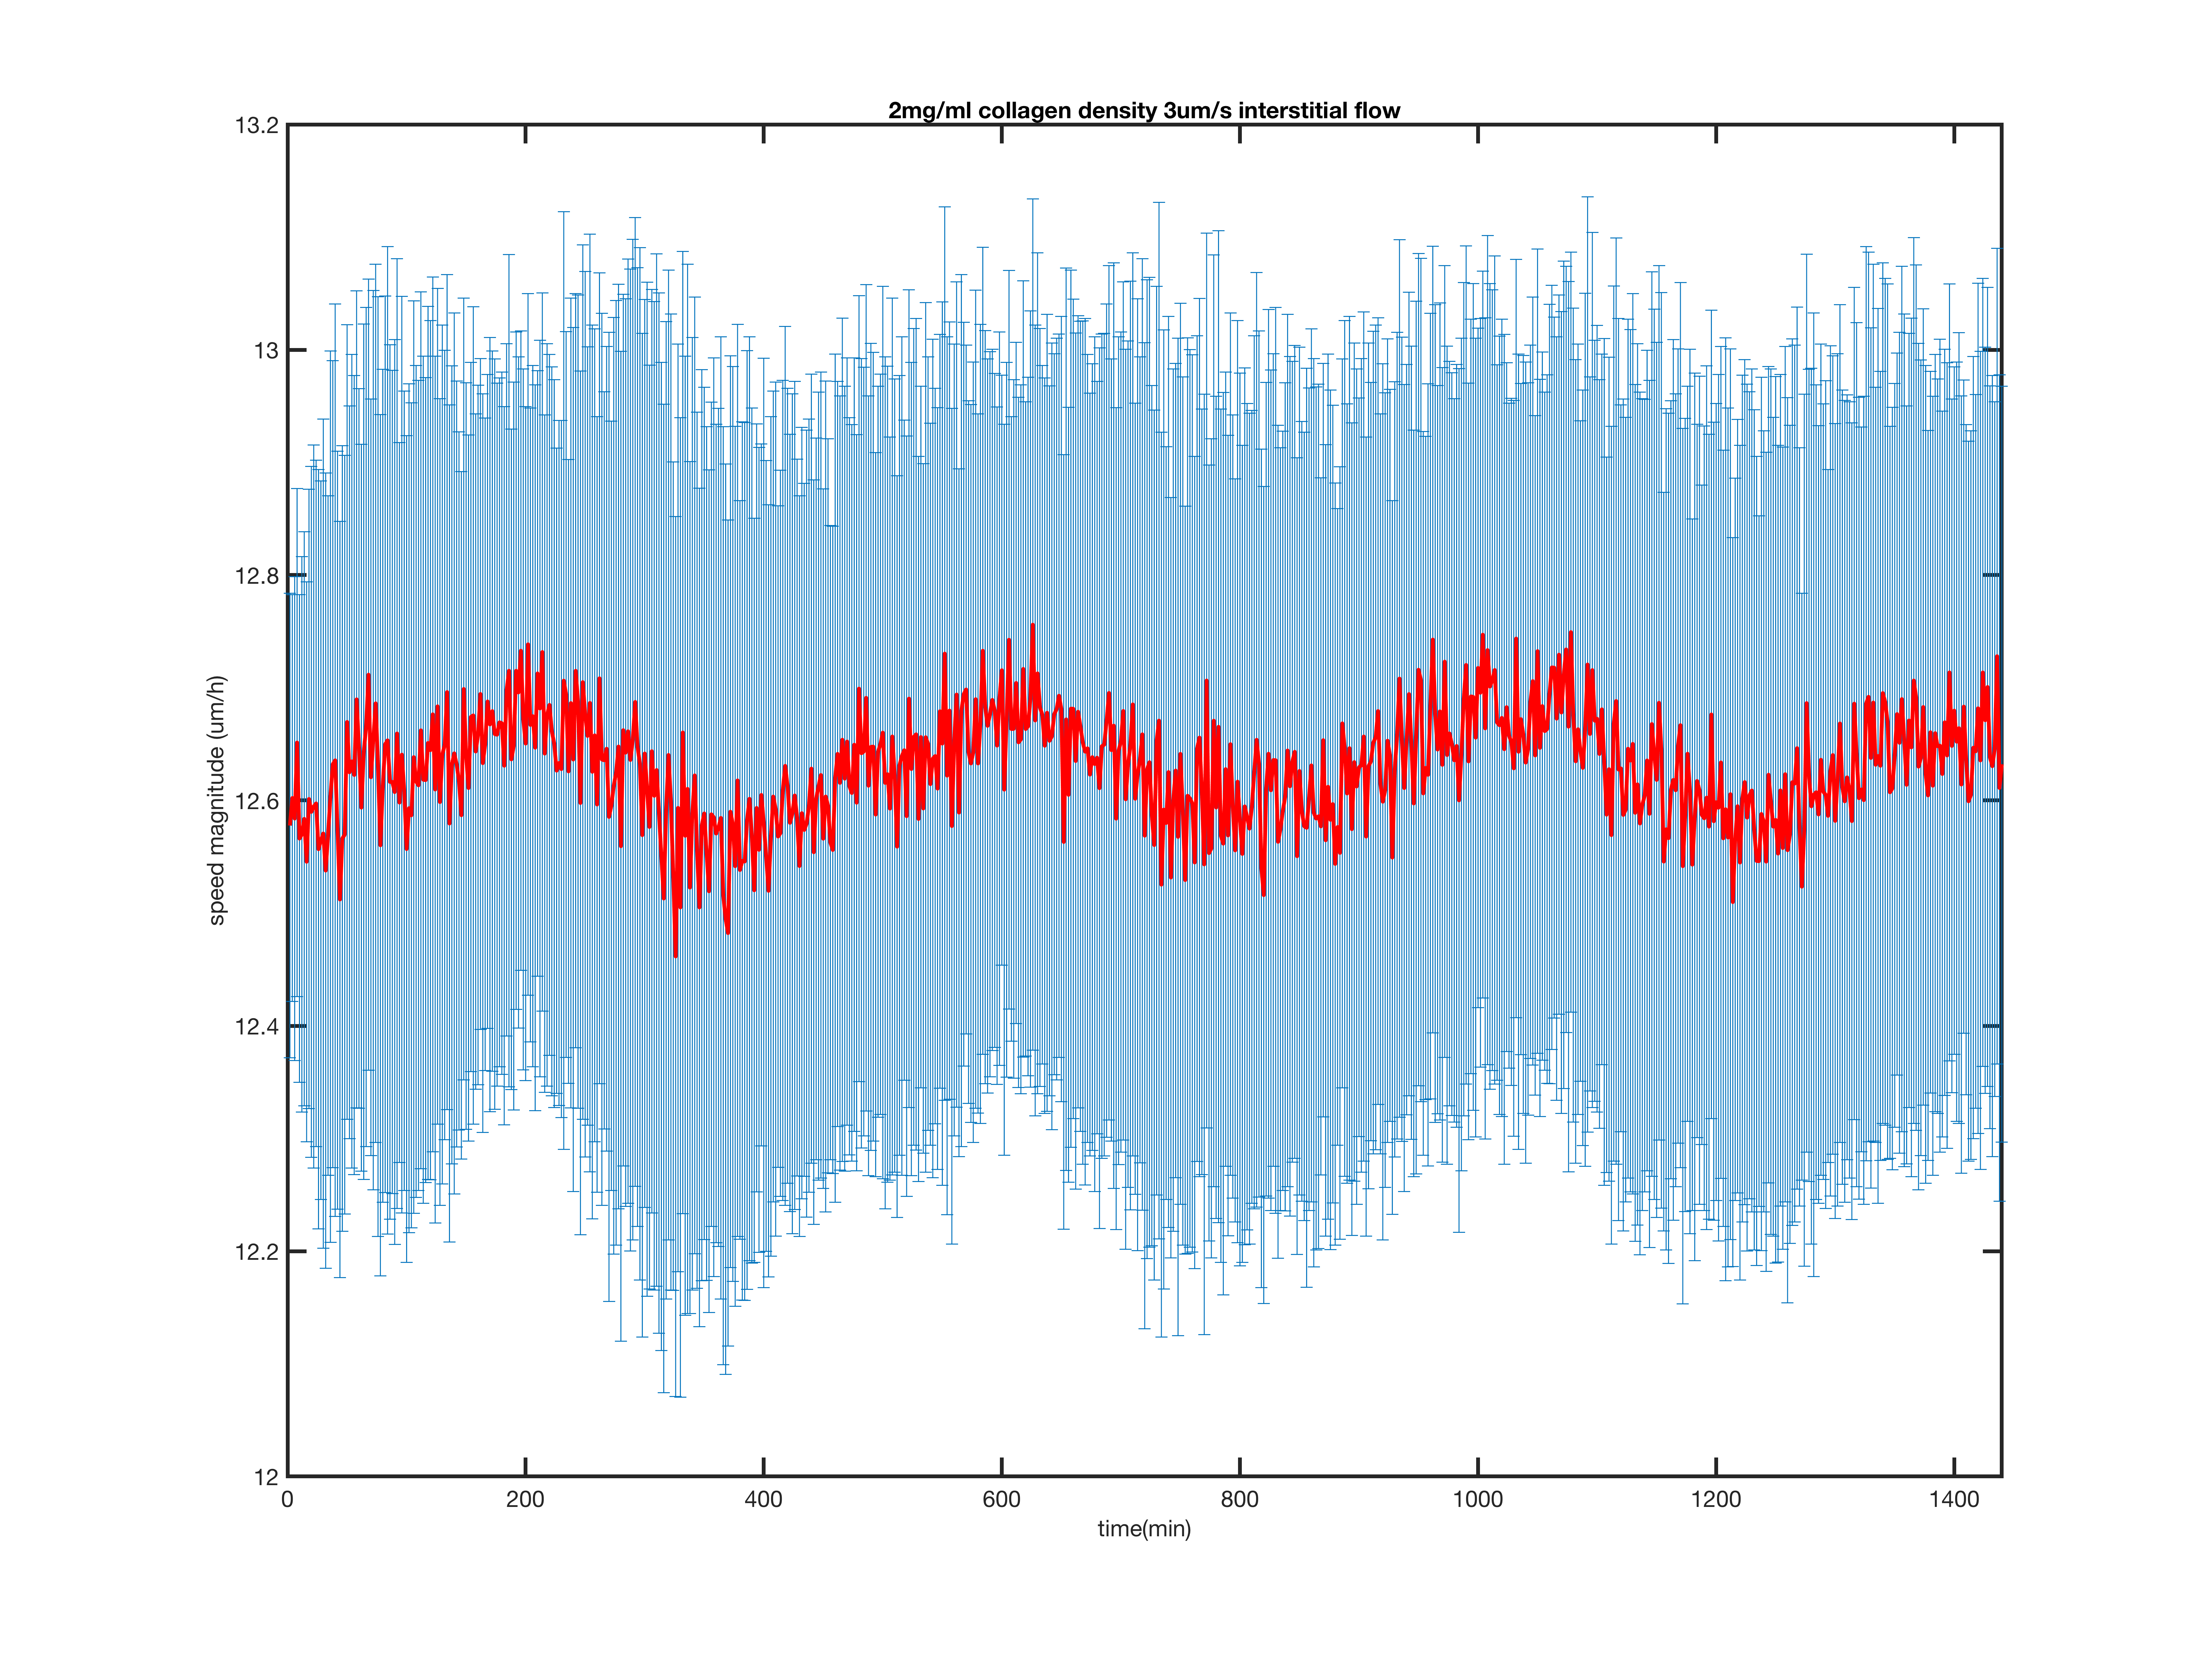 2mg/ml collagen density 3um/s interstitial flow
13.2
13
12.8
12.6
12.4
12.2
12
speed magnitude (um/h)
0 200 400 600 800 1000 1200 1400
time(min)